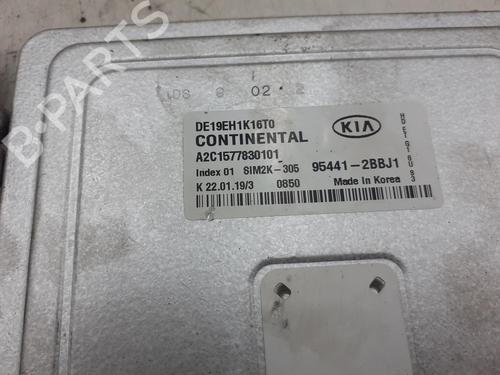 B-PARTS
DE19EH1K16T0
CONTINENTAL
KIA
A2C1577830101
Index 01 SIM2K-305
95441-2BBJ1
K 22.01.19/3 0850
Made In Korea